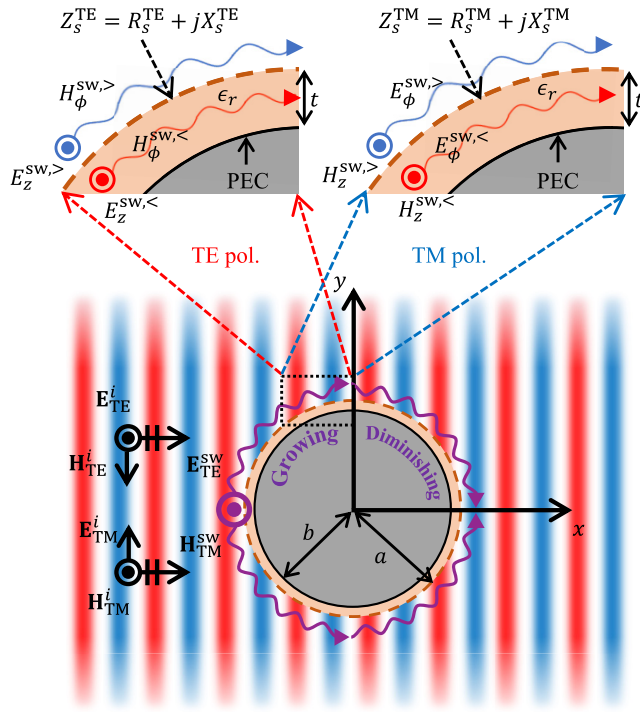 Z_s^TE = R_s^TE + jX_s^TE
Z_s^TM = R_s^TM + jX_s^TM
H_ϕ^sw,>
ϵ_r
t
H_ϕ^sw,<
E_z^sw,>
PEC
E_z^sw,<
E_ϕ^sw,>
ϵ_r
t
E_ϕ^sw,<
H_z^sw,>
PEC
H_z^sw,<
TE pol.
TM pol.
y
E_TE^i
H_TE^i
E_TE^sw
Growing
Diminishing
E_TM^i
H_TM^i
H_TM^sw
b
a
x